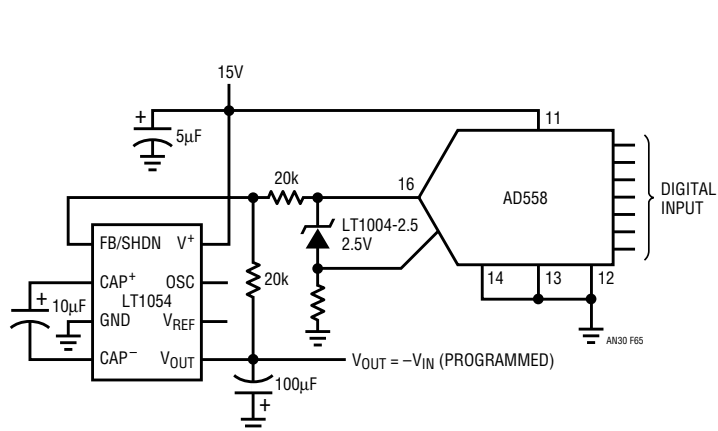 15V
+
5μF
11
20k
16
AD558
DIGITAL
INPUT
LT1004-2.5
2.5V
FB/SHDN V+
CAP+ OSC
LT1054
+ 10μF
GND VREF
CAP− VOUT
20k
14 13 12
AN30 F65
VOUT = –VIN (PROGRAMMED)
100μF
+